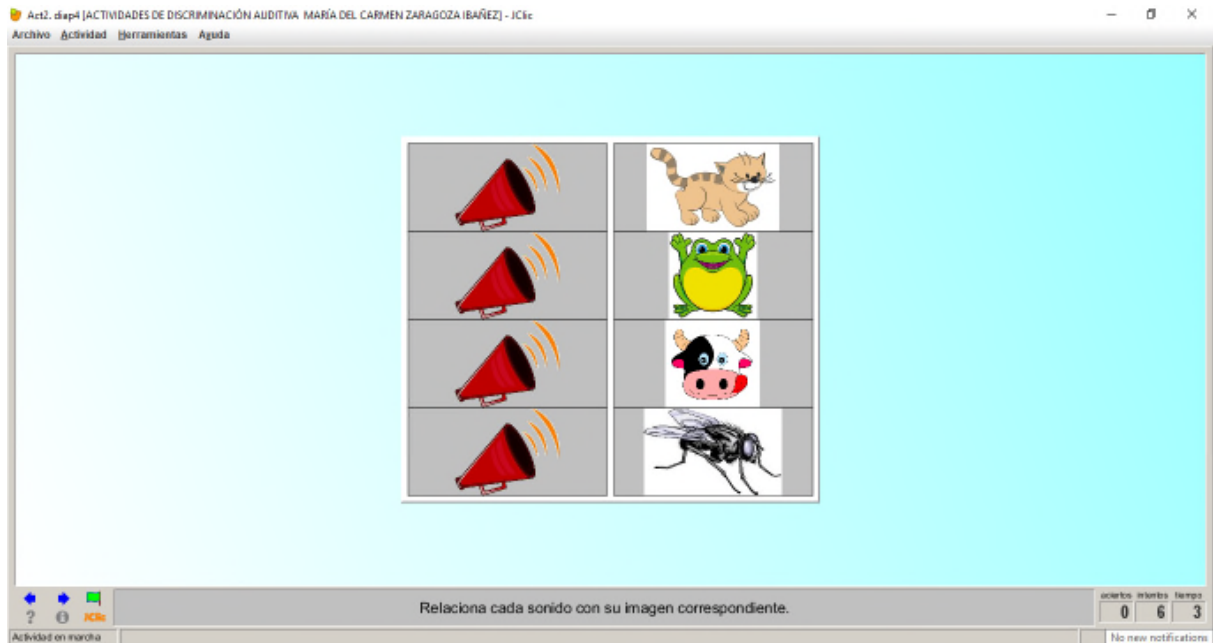 Act2. diap4 [ACTIVIDADES DE DISCRIMINACIÓN AUDITIVA MARÍA DEL CARMEN ZARAGOZA IBAÑEZ] - JClic
Archivo Actividad Herramientas Aguda
Relaciona cada sonido con su imagen correspondiente.
aciertos intentos tiempo
0 6 3
? JClic
Actividad en marcha
No new notifications